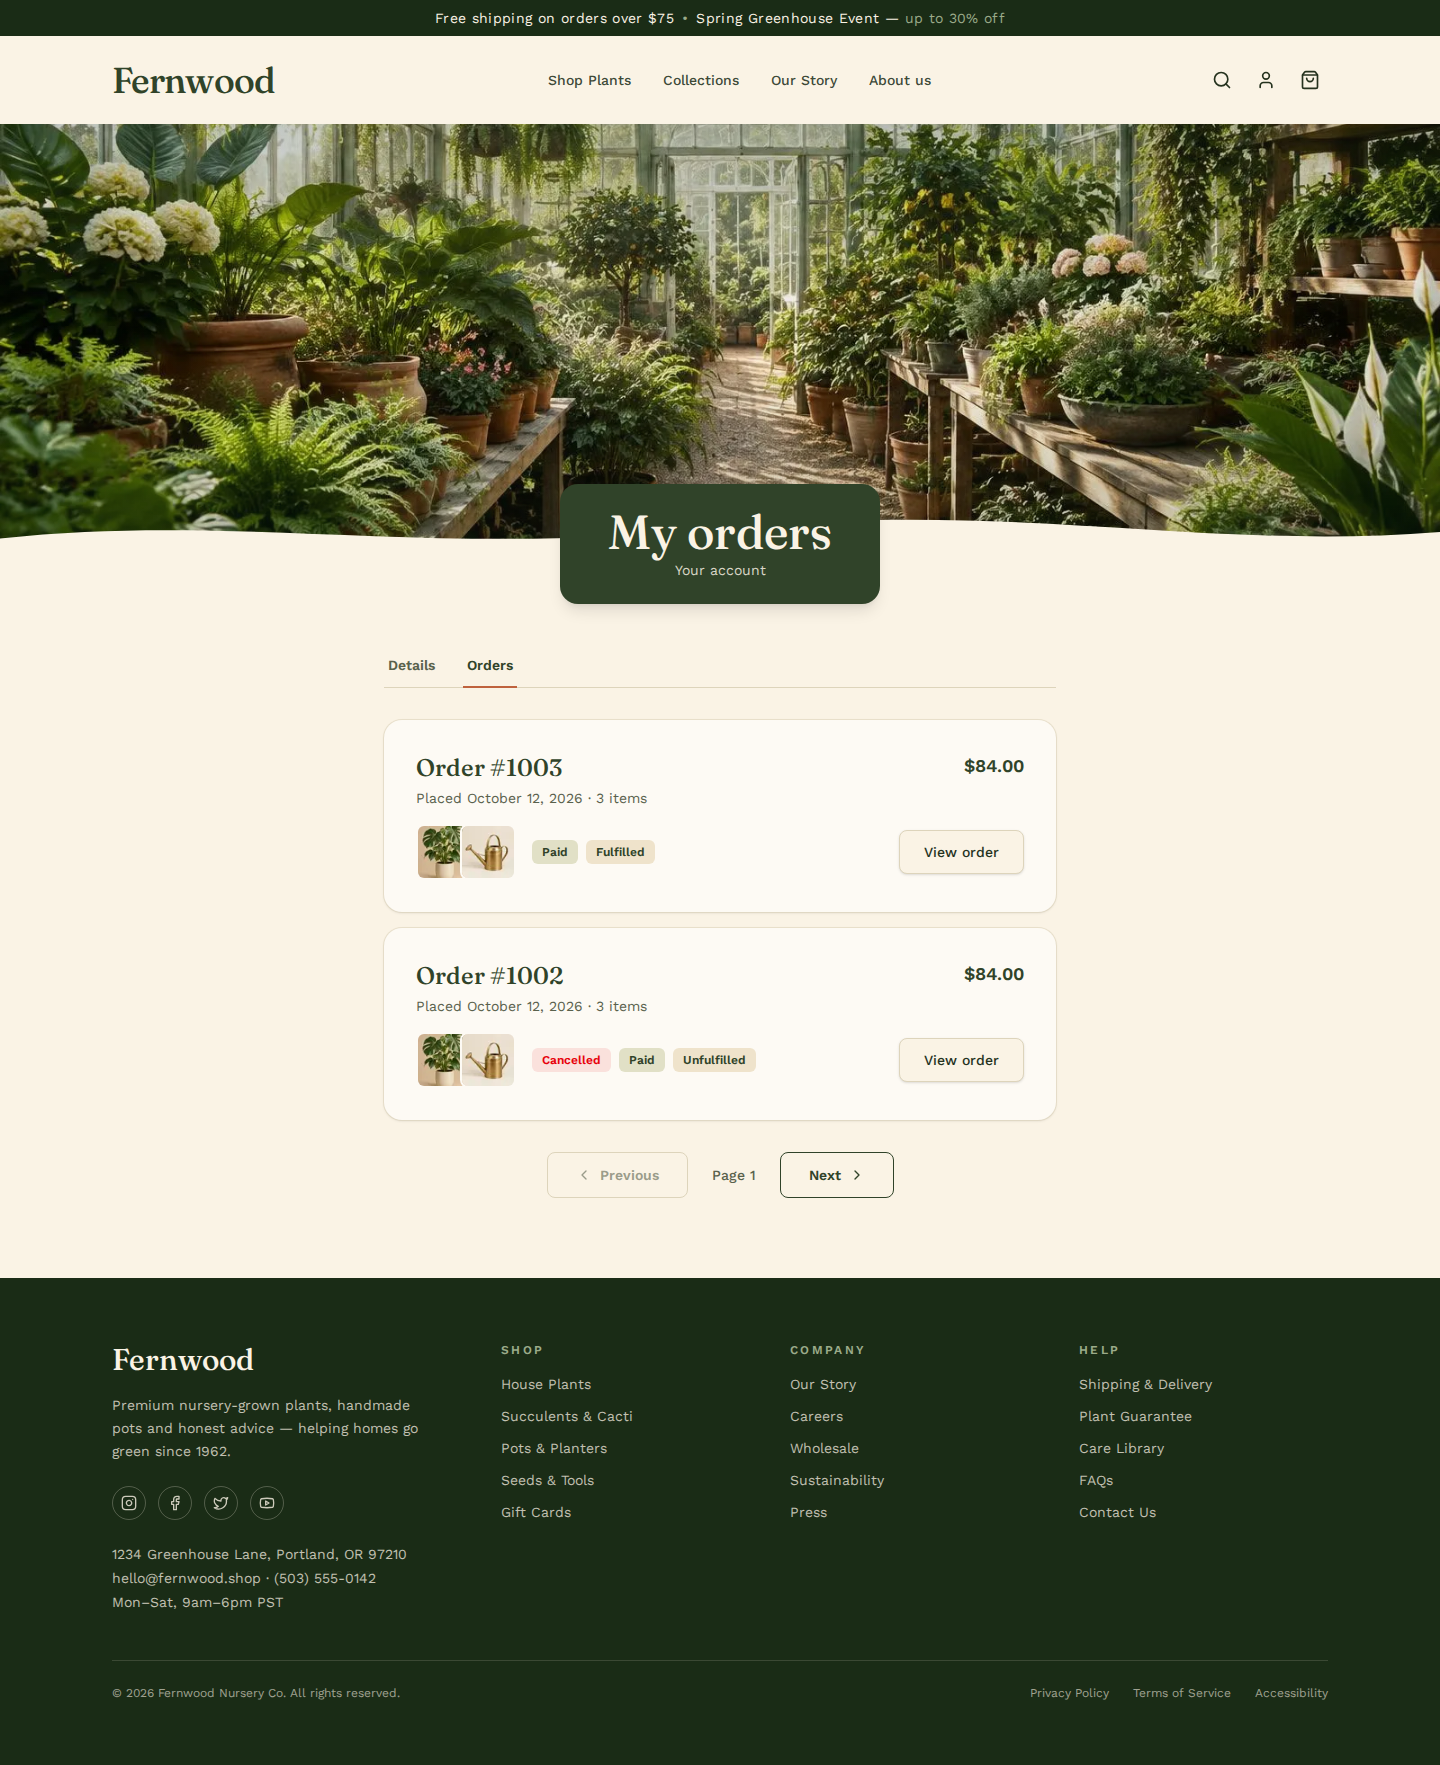 Free shipping on orders over $75 • Spring Greenhouse Event — up to 30% off
Fernwood
Shop Plants
Collections
Our Story
About us
My orders
Your account
Details
Orders
Order #1003
$84.00
Placed October 12, 2026 · 3 items
Paid
Fulfilled
View order
Order #1002
$84.00
Placed October 12, 2026 · 3 items
Cancelled
Paid
Unfulfilled
View order
Previous
Page 1
Next
Fernwood
Premium nursery-grown plants, handmade
pots and honest advice — helping homes go
green since 1962.
1234 Greenhouse Lane, Portland, OR 97210
hello@fernwood.shop · (503) 555-0142
Mon–Sat, 9am–6pm PST
SHOP
House Plants
Succulents & Cacti
Pots & Planters
Seeds & Tools
Gift Cards
COMPANY
Our Story
Careers
Wholesale
Sustainability
Press
HELP
Shipping & Delivery
Plant Guarantee
Care Library
FAQs
Contact Us
© 2026 Fernwood Nursery Co. All rights reserved.
Privacy Policy
Terms of Service
Accessibility